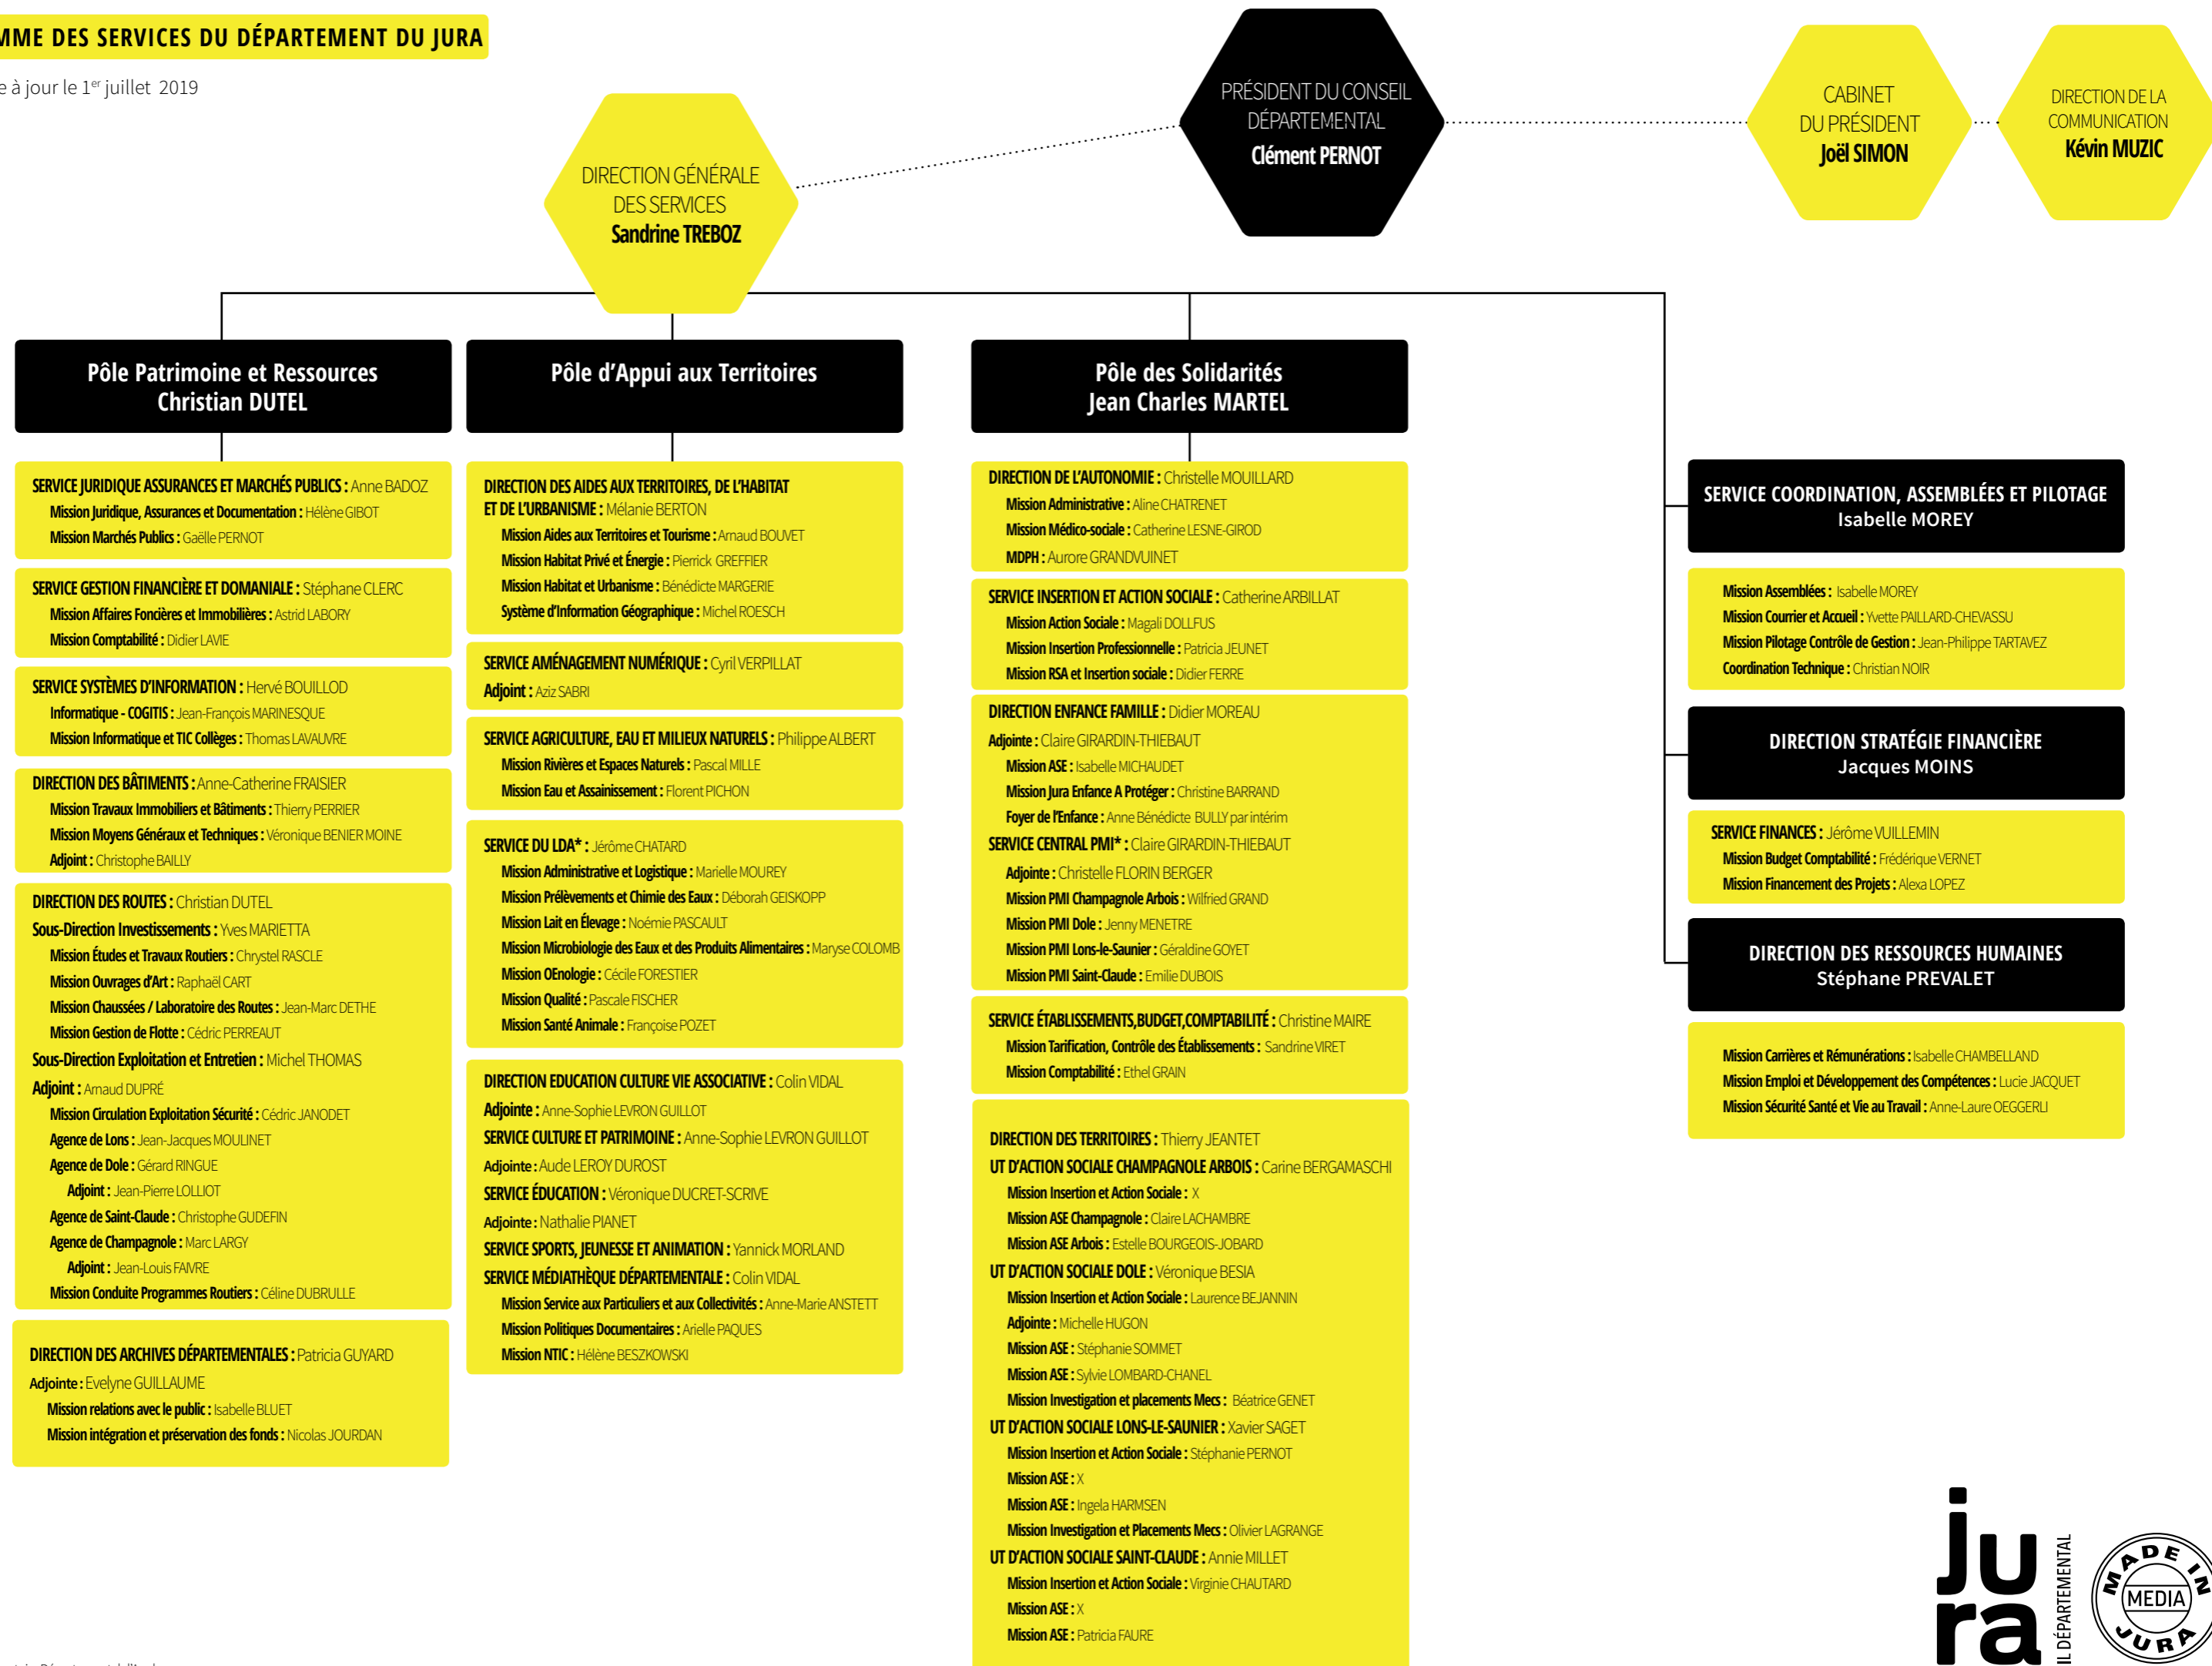 MME DES SERVICES DU DÉPARTEMENT DU JURA
e à jour le 1er juillet 2019
PRÉSIDENT DU CONSEIL
DÉPARTEMENTAL
Clément PERNOT
CABINET
DU PRÉSIDENT
Joël SIMON
DIRECTION DE LA
COMMUNICATION
Kévin MUZIC
DIRECTION GÉNÉRALE
DES SERVICES
Sandrine TREBOZ
Pôle Patrimoine et Ressources
Christian DUTEL
SERVICE JURIDIQUE ASSURANCES ET MARCHÉS PUBLICS : Anne BADOZ
Mission Juridique, Assurances et Documentation : Hélène GIBOT
Mission Marchés Publics : Gaëlle PERNOT
SERVICE GESTION FINANCIÈRE ET DOMANIALE : Stéphane CLERC
Mission Affaires Foncières et Immobilières : Astrid LABORY
Mission Comptabilité : Didier LAVIE
SERVICE SYSTÈMES D'INFORMATION : Hervé BOUILLOD
Informatique - COGITIS : Jean-François MARINESQUE
Mission Informatique et TIC Collèges : Thomas LAVAUVRE
DIRECTION DES BÂTIMENTS : Anne-Catherine FRAISIER
Mission Travaux Immobiliers et Bâtiments : Thierry PERRIER
Mission Moyens Généraux et Techniques : Véronique BENIER MOINE
Adjoint : Christophe BAILLY
DIRECTION DES ROUTES : Christian DUTEL
Sous-Direction Investissements : Yves MARIETTA
Mission Études et Travaux Routiers : Chrystel RASCLE
Mission Ouvrages d'Art : Raphaël CART
Mission Chaussées / Laboratoire des Routes : Jean-Marc DETHE
Mission Gestion de Flotte : Cédric PERREAUT
Sous-Direction Exploitation et Entretien : Michel THOMAS
Adjoint : Arnaud DUPRÉ
Mission Circulation Exploitation Sécurité : Cédric JANODET
Agence de Lons : Jean-Jacques MOULINET
Agence de Dole : Gérard RINGUE
Adjoint : Jean-Pierre LOLLIOT
Agence de Saint-Claude : Christophe GUDEFIN
Agence de Champagnole : Marc LARGY
Adjoint : Jean-Louis FAIVRE
Mission Conduite Programmes Routiers : Céline DUBRULLE
DIRECTION DES ARCHIVES DÉPARTEMENTALES : Patricia GUYARD
Adjointe : Evelyne GUILLAUME
Mission relations avec le public : Isabelle BLUET
Mission intégration et préservation des fonds : Nicolas JOURDAN
Pôle d'Appui aux Territoires
DIRECTION DES AIDES AUX TERRITOIRES, DE L'HABITAT
ET DE L'URBANISME : Mélanie BERTON
Mission Aides aux Territoires et Tourisme : Arnaud BOUVET
Mission Habitat Privé et Énergie : Pierrick GREFFIER
Mission Habitat et Urbanisme : Bénédicte MARGERIE
Système d'Information Géographique : Michel ROESCH
SERVICE AMÉNAGEMENT NUMÉRIQUE : Cyril VERPILLAT
Adjoint : Aziz SABRI
SERVICE AGRICULTURE, EAU ET MILIEUX NATURELS : Philippe ALBERT
Mission Rivières et Espaces Naturels : Pascal MILLE
Mission Eau et Assainissement : Florent PICHON
SERVICE DU LDA* : Jérôme CHATARD
Mission Administrative et Logistique : Marielle MOUREY
Mission Prélèvements et Chimie des Eaux : Déborah GEISKOPP
Mission Lait en Élevage : Noémie PASCAULT
Mission Microbiologie des Eaux et des Produits Alimentaires : Maryse COLOMB
Mission OEnologie : Cécile FORESTIER
Mission Qualité : Pascale FISCHER
Mission Santé Animale : Françoise POZET
DIRECTION EDUCATION CULTURE VIE ASSOCIATIVE : Colin VIDAL
Adjointe : Anne-Sophie LEVRON GUILLOT
SERVICE CULTURE ET PATRIMOINE : Anne-Sophie LEVRON GUILLOT
Adjointe : Aude LEROY DUROST
SERVICE ÉDUCATION : Véronique DUCRET-SCRIVE
Adjointe : Nathalie PIANET
SERVICE SPORTS, JEUNESSE ET ANIMATION : Yannick MORLAND
SERVICE MÉDIATHÈQUE DÉPARTEMENTALE : Colin VIDAL
Mission Service aux Particuliers et aux Collectivités : Anne-Marie ANSTETT
Mission Politiques Documentaires : Arielle PAQUES
Mission NTIC : Hélène BESZKOWSKI
Pôle des Solidarités
Jean Charles MARTEL
DIRECTION DE L'AUTONOMIE : Christelle MOUILLARD
Mission Administrative : Aline CHATRENET
Mission Médico-sociale : Catherine LESNE-GIROD
MDPH : Aurore GRANDVUINET
SERVICE INSERTION ET ACTION SOCIALE : Catherine ARBILLAT
Mission Action Sociale : Magali DOLLFUS
Mission Insertion Professionnelle : Patricia JEUNET
Mission RSA et Insertion sociale : Didier FERRE
DIRECTION ENFANCE FAMILLE : Didier MOREAU
Adjointe : Claire GIRARDIN-THIEBAUT
Mission ASE : Isabelle MICHAUDET
Mission Jura Enfance A Protéger : Christine BARRAND
Foyer de l'Enfance : Anne Bénédicte BULLY par intérim
SERVICE CENTRAL PMI* : Claire GIRARDIN-THIEBAUT
Adjointe : Christelle FLORIN BERGER
Mission PMI Champagnole Arbois : Wilfried GRAND
Mission PMI Dole : Jenny MENETRE
Mission PMI Lons-le-Saunier : Géraldine GOYET
Mission PMI Saint-Claude : Emilie DUBOIS
SERVICE ÉTABLISSEMENTS,BUDGET,COMPTABILITÉ : Christine MAIRE
Mission Tarification, Contrôle des Établissements : Sandrine VIRET
Mission Comptabilité : Ethel GRAIN
DIRECTION DES TERRITOIRES : Thierry JEANTET
UT D'ACTION SOCIALE CHAMPAGNOLE ARBOIS : Carine BERGAMASCHI
Mission Insertion et Action Sociale : X
Mission ASE Champagnole : Claire LACHAMBRE
Mission ASE Arbois : Estelle BOURGEOIS-JOBARD
UT D'ACTION SOCIALE DOLE : Véronique BESIA
Mission Insertion et Action Sociale : Laurence BEJANNIN
Adjointe : Michelle HUGON
Mission ASE : Stéphanie SOMMET
Mission ASE : Sylvie LOMBARD-CHANEL
Mission Investigation et placements Mecs : Béatrice GENET
UT D'ACTION SOCIALE LONS-LE-SAUNIER : Xavier SAGET
Mission Insertion et Action Sociale : Stéphanie PERNOT
Mission ASE : X
Mission ASE : Ingela HARMSEN
Mission Investigation et Placements Mecs : Olivier LAGRANGE
UT D'ACTION SOCIALE SAINT-CLAUDE : Annie MILLET
Mission Insertion et Action Sociale : Virginie CHAUTARD
Mission ASE : X
Mission ASE : Patricia FAURE
SERVICE COORDINATION, ASSEMBLÉES ET PILOTAGE
Isabelle MOREY
Mission Assemblées : Isabelle MOREY
Mission Courrier et Accueil : Yvette PAILLARD-CHEVASSU
Mission Pilotage Contrôle de Gestion : Jean-Philippe TARTAVEZ
Coordination Technique : Christian NOIR
DIRECTION STRATÉGIE FINANCIÈRE
Jacques MOINS
SERVICE FINANCES : Jérôme VUILLEMIN
Mission Budget Comptabilité : Frédérique VERNET
Mission Financement des Projets : Alexa LOPEZ
DIRECTION DES RESSOURCES HUMAINES
Stéphane PREVALET
Mission Carrières et Rémunérations : Isabelle CHAMBELLAND
Mission Emploi et Développement des Compétences : Lucie JACQUET
Mission Sécurité Santé et Vie au Travail : Anne-Laure OEGGERLI
ju
ra
IL DÉPARTEMENTAL
MADE IN
MEDIA
JURA